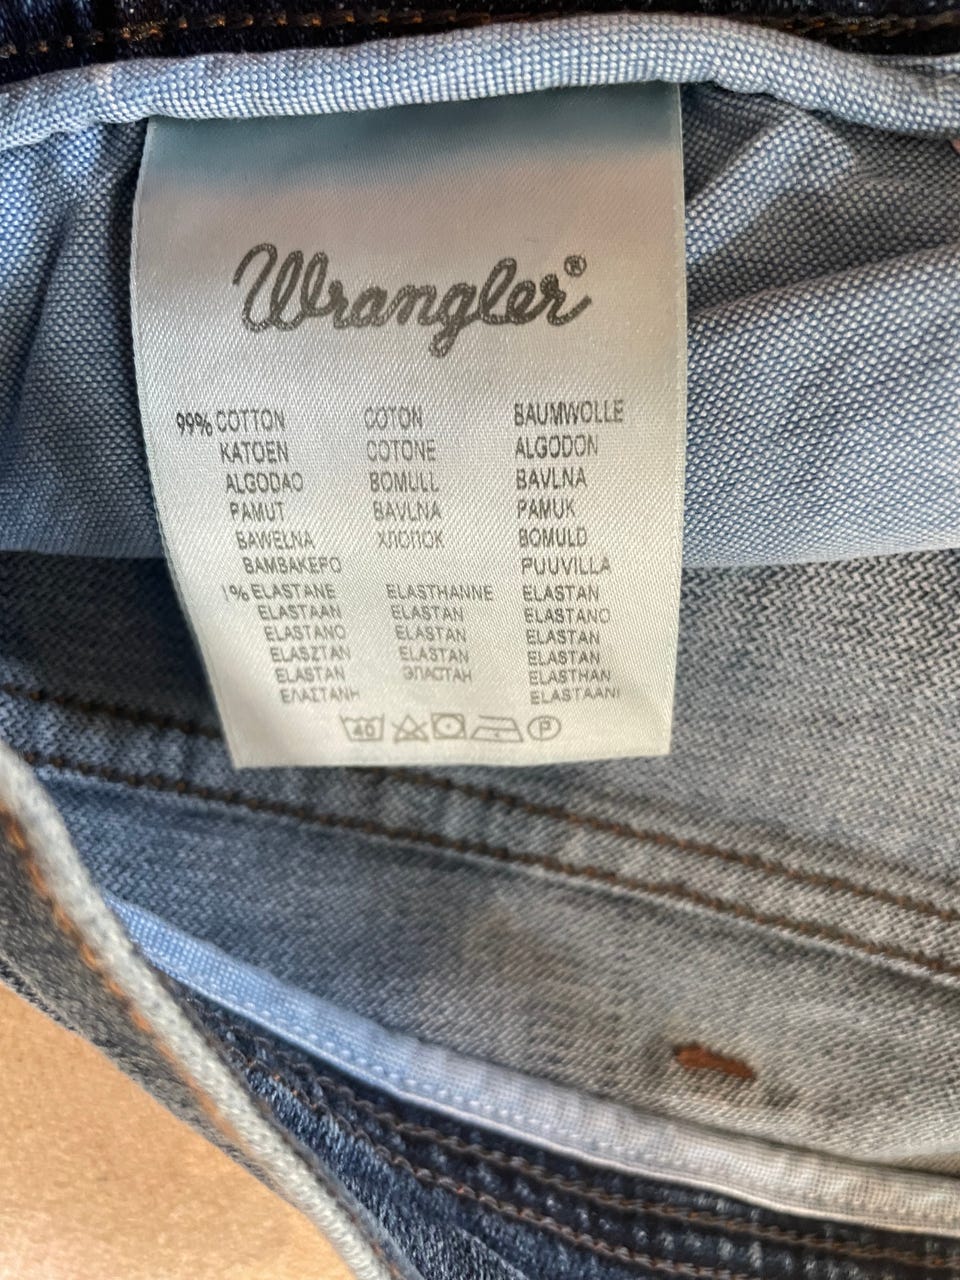 Wrangler®
99% COTTON COTON BAUMWOLLE
KATOEN COTONE ALGODON
ALGODAO BOMULL BAVLNA
PAMUT BAVLNA PAMUK
BAWELNA ХЛОПОК BOMULD
ΒΑΜΒΑΚΕΡΟ PUUVILLA
1% ELASTANE ELASTHANNE ELASTAN
ELASTAAN ELASTAN ELASTANO
ELASTANO ELASTAN ELASTAN
ELASZTAN ELASTAN ELASTAN
ELASTAN ЭЛАСТАН ELASTHAN
ΕΛΑΣΤΑΝΗ ELASTAANI
40 P